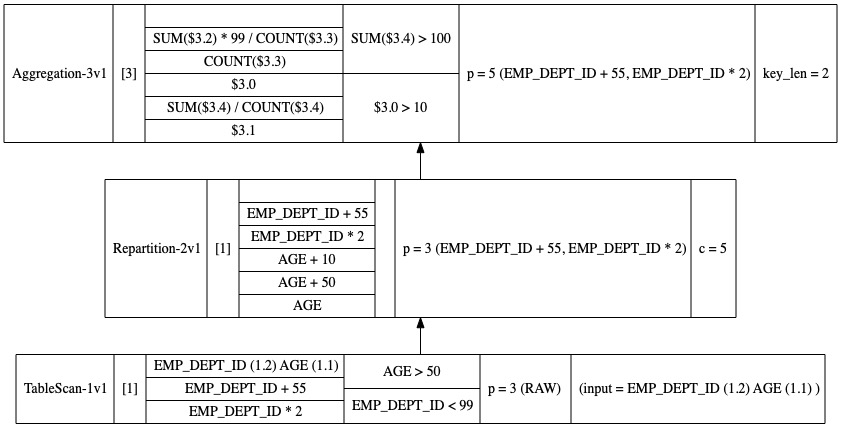 Aggregation-3v1
[3]
SUM($3.2) * 99 / COUNT($3.3)
COUNT($3.3)
$3.0
SUM($3.4) / COUNT($3.4)
$3.1
SUM($3.4) > 100
$3.0 > 10
p = 5 (EMP_DEPT_ID + 55, EMP_DEPT_ID * 2)
key_len = 2
Repartition-2v1
[1]
EMP_DEPT_ID + 55
EMP_DEPT_ID * 2
AGE + 10
AGE + 50
AGE
p = 3 (EMP_DEPT_ID + 55, EMP_DEPT_ID * 2)
c = 5
TableScan-1v1
[1]
EMP_DEPT_ID (1.2) AGE (1.1)
EMP_DEPT_ID + 55
EMP_DEPT_ID * 2
AGE > 50
EMP_DEPT_ID < 99
p = 3 (RAW)
(input = EMP_DEPT_ID (1.2) AGE (1.1) )